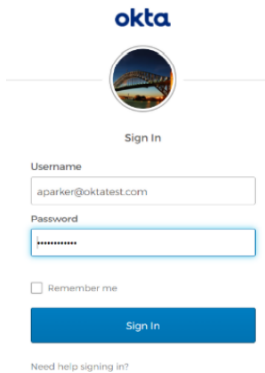 okta
Sign In
Username
aparker@oktatest.com
Password
••••••••••••
Remember me
Sign In
Need help signing in?